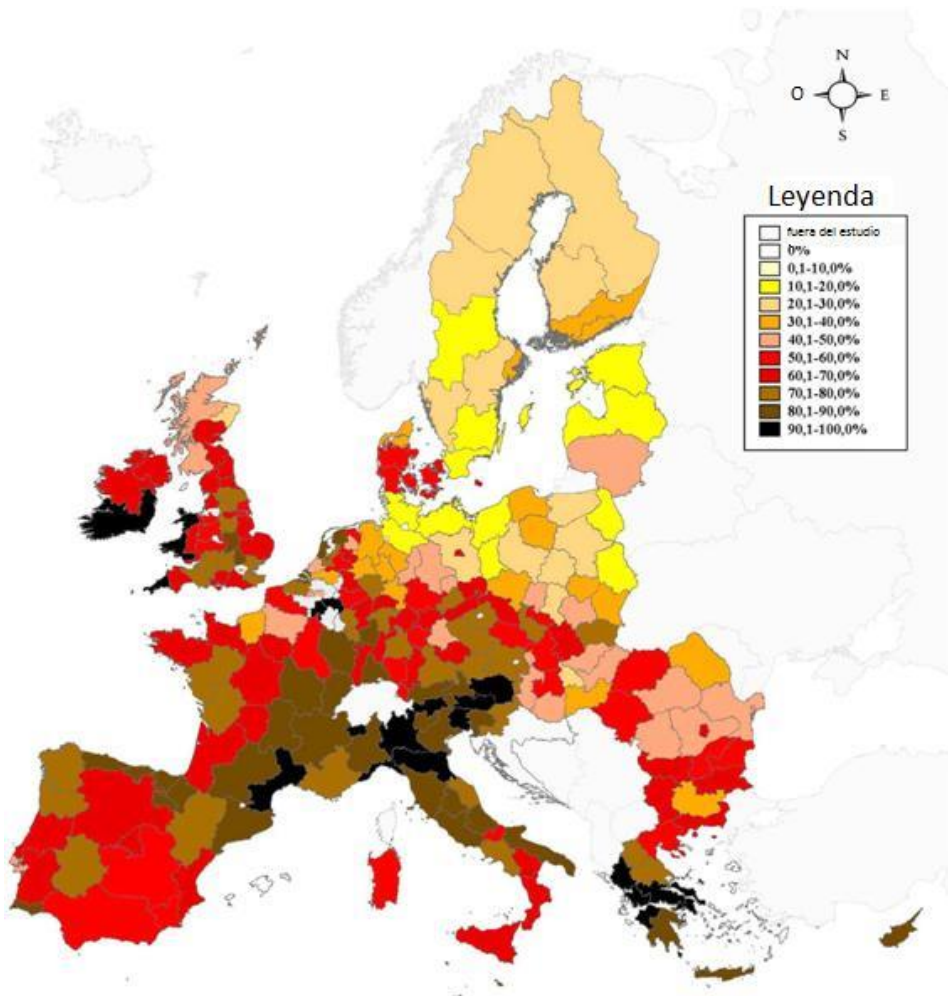 N
O E
S
Leyenda
fuera del estudio
0%
0,1-10,0%
10,1-20,0%
20,1-30,0%
30,1-40,0%
40,1-50,0%
50,1-60,0%
60,1-70,0%
70,1-80,0%
80,1-90,0%
90,1-100,0%